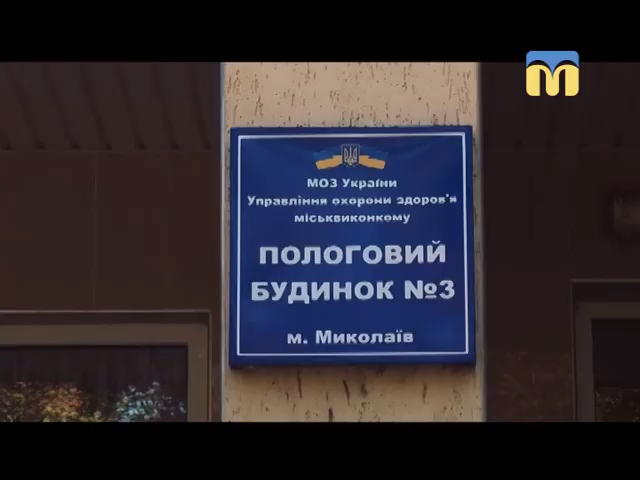 М
МОЗ України
Управління охорони здоров'я
міськвиконкому
ПОЛОГОВИЙ
БУДИНОК №3
м. Миколаїв